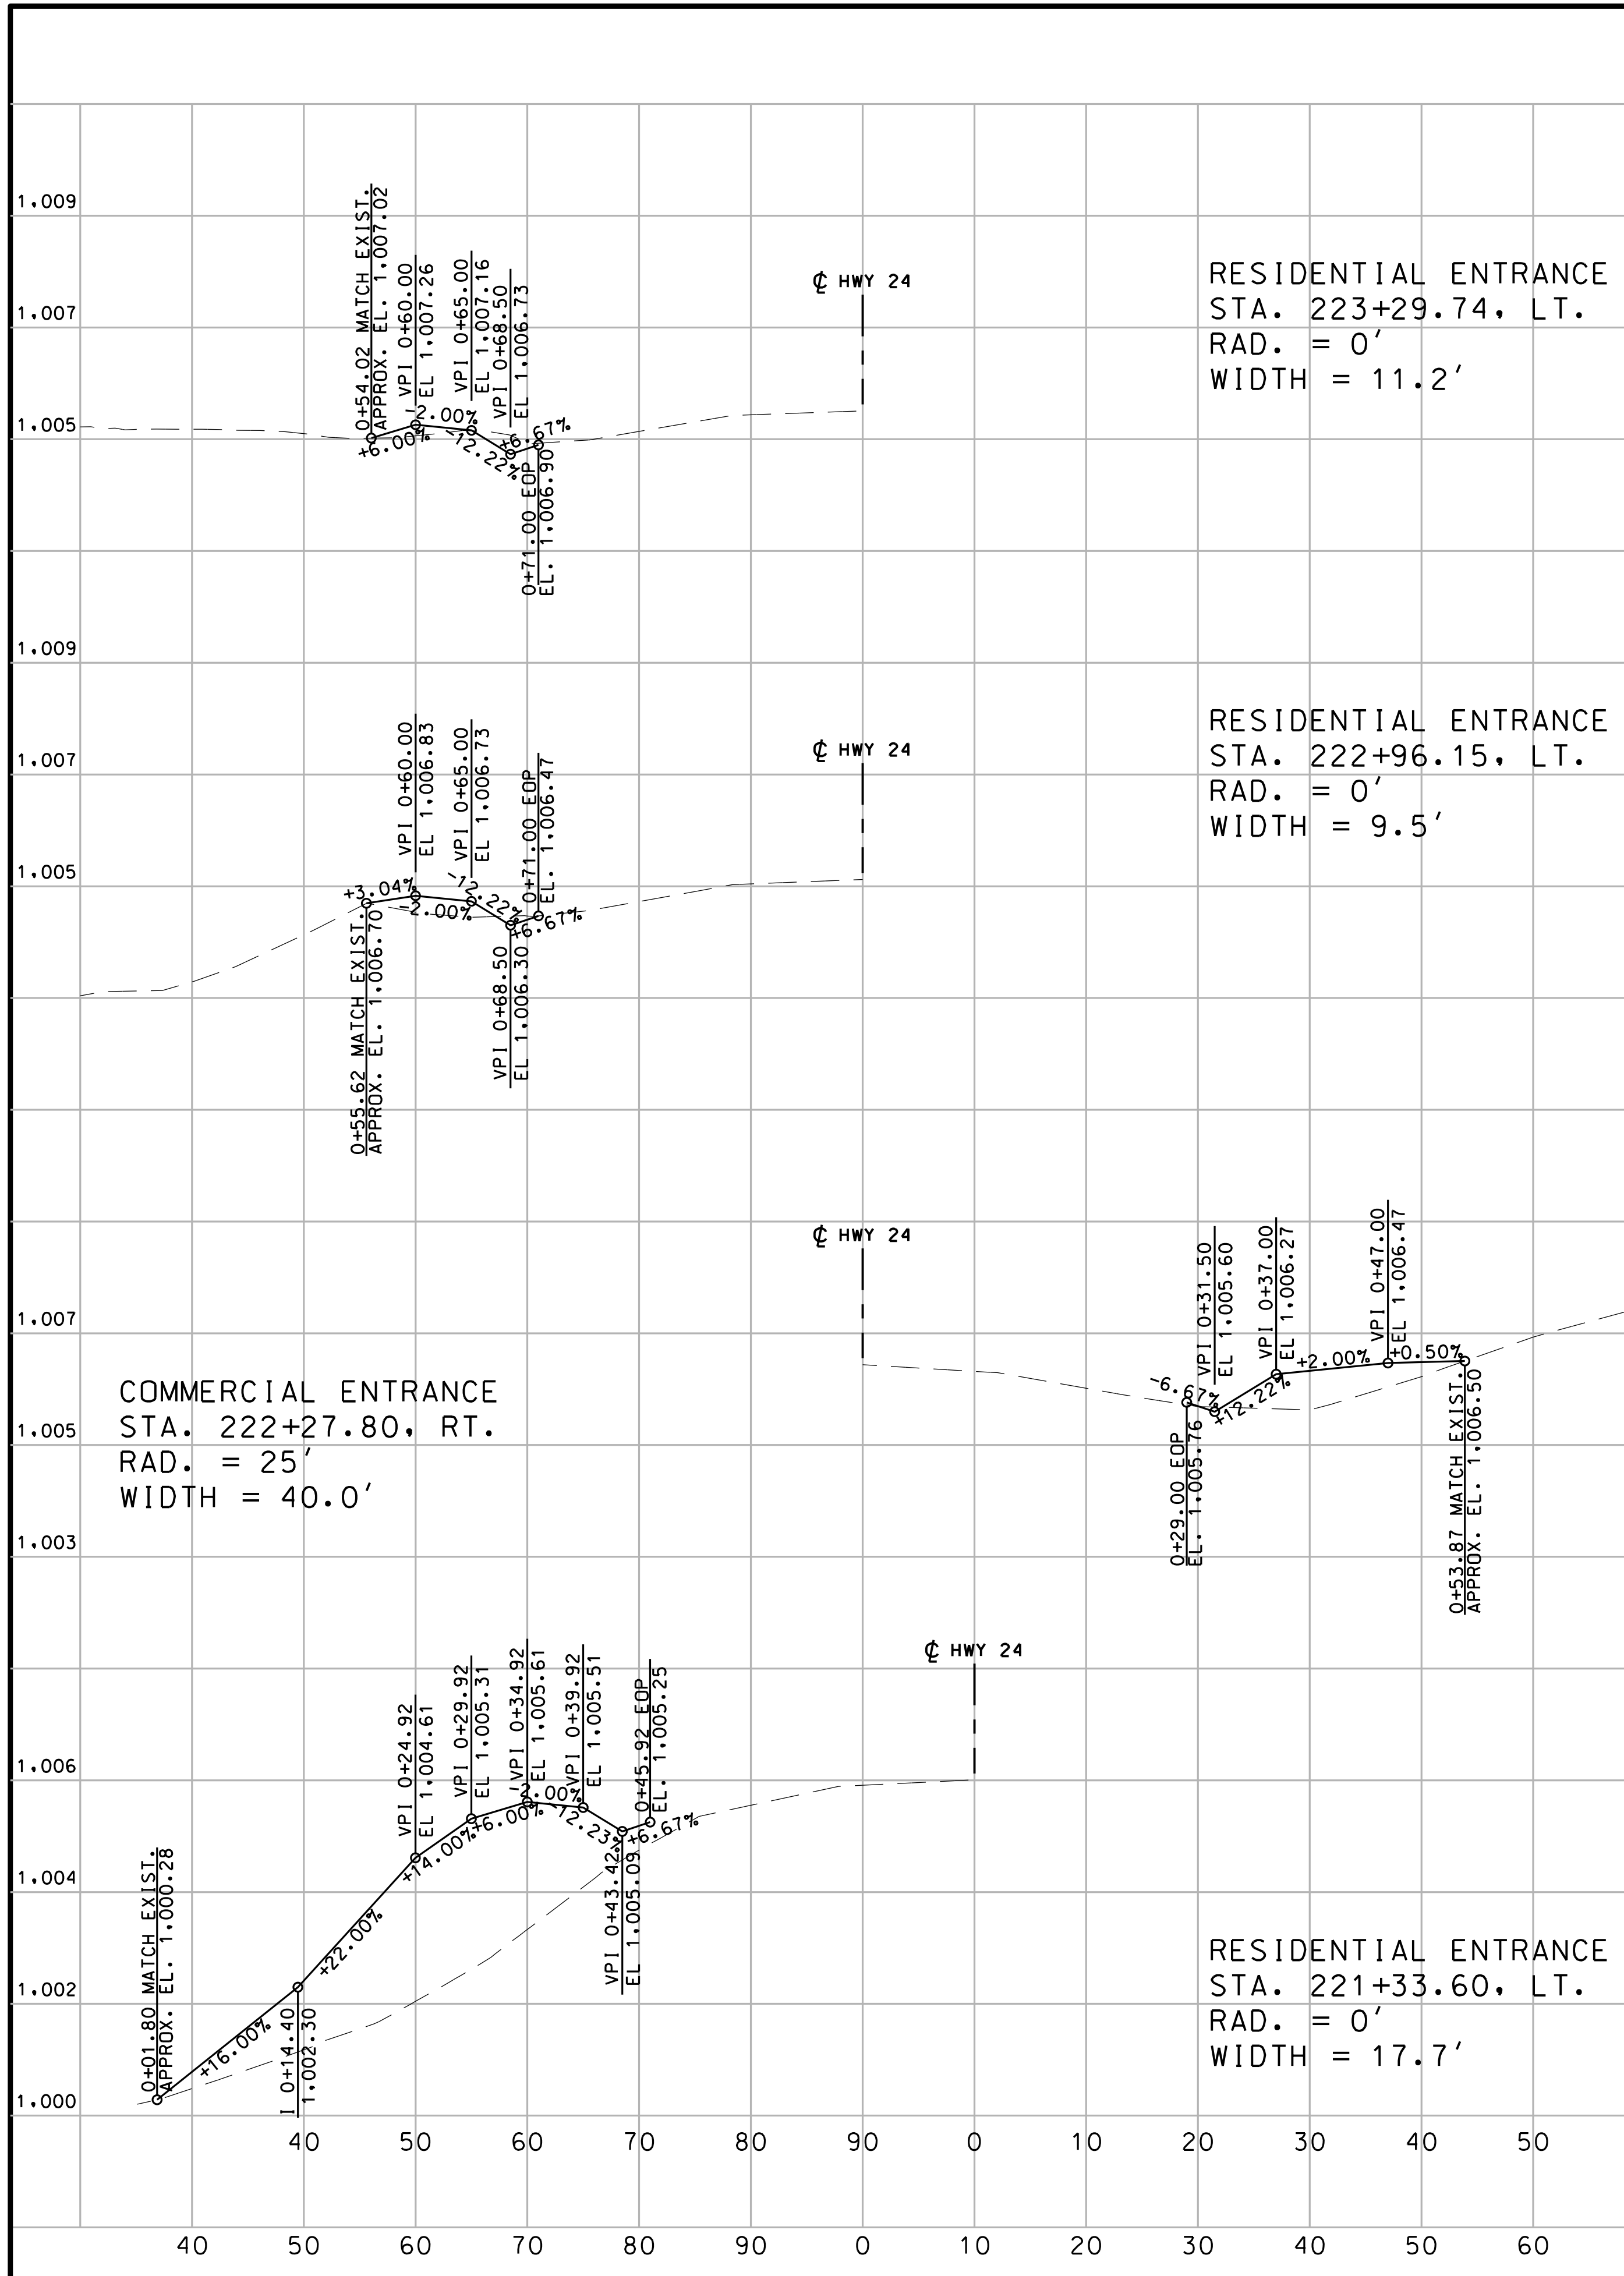 1,009
1,007
1,005
0+54.02 MATCH EXIST.
APPROX. EL. 1,007.02
VPI 0+60.00
EL 1,007.26
VPI 0+65.00
EL 1,007.16
VPI 0+68.50
EL 1,006.73
+6.00%
-2.00%
-12.22%
+6.67%
0+71.00 EOP
EL. 1,006.90
℄ HWY 24
RESIDENTIAL ENTRANCE
STA. 223+29.74, LT.
RAD. = 0'
WIDTH = 11.2'
1,009
1,007
1,005
0+55.62 MATCH EXIST.
APPROX. EL. 1,006.70
VPI 0+60.00
EL 1,006.83
VPI 0+65.00
EL 1,006.73
VPI 0+68.50
EL 1,006.30
0+71.00 EOP
EL. 1,006.47
+3.04%
-2.00%
-12.22%
+6.67%
℄ HWY 24
RESIDENTIAL ENTRANCE
STA. 222+96.15, LT.
RAD. = 0'
WIDTH = 9.5'
1,007
1,005
1,003
COMMERCIAL ENTRANCE
STA. 222+27.80, RT.
RAD. = 25'
WIDTH = 40.0'
℄ HWY 24
0+29.00 EOP
EL. 1,005.76
VPI 0+31.50
EL 1,005.60
VPI 0+37.00
EL 1,006.27
VPI 0+47.00
EL 1,006.47
0+53.87 MATCH EXIST.
APPROX. EL. 1,006.50
-6.67%
+12.22%
+2.00%
+0.50%
1,006
1,004
1,002
1,000
0+01.80 MATCH EXIST.
APPROX. EL. 1,000.28
I 0+14.40
1,002.30
VPI 0+24.92
EL 1,004.61
VPI 0+29.92
EL 1,005.31
VPI 0+34.92
EL 1,005.61
VPI 0+39.92
EL 1,005.51
VPI 0+43.42
EL 1,005.09
0+45.92 EOP
EL. 1,005.25
+16.00%
+22.00%
+14.00%
+6.00%
-2.00%
-12.23%
+6.67%
℄ HWY 24
RESIDENTIAL ENTRANCE
STA. 221+33.60, LT.
RAD. = 0'
WIDTH = 17.7'
40 50 60 70 80 90 0 10 20 30 40 50
40 50 60 70 80 0 10 20 30 40 50 60